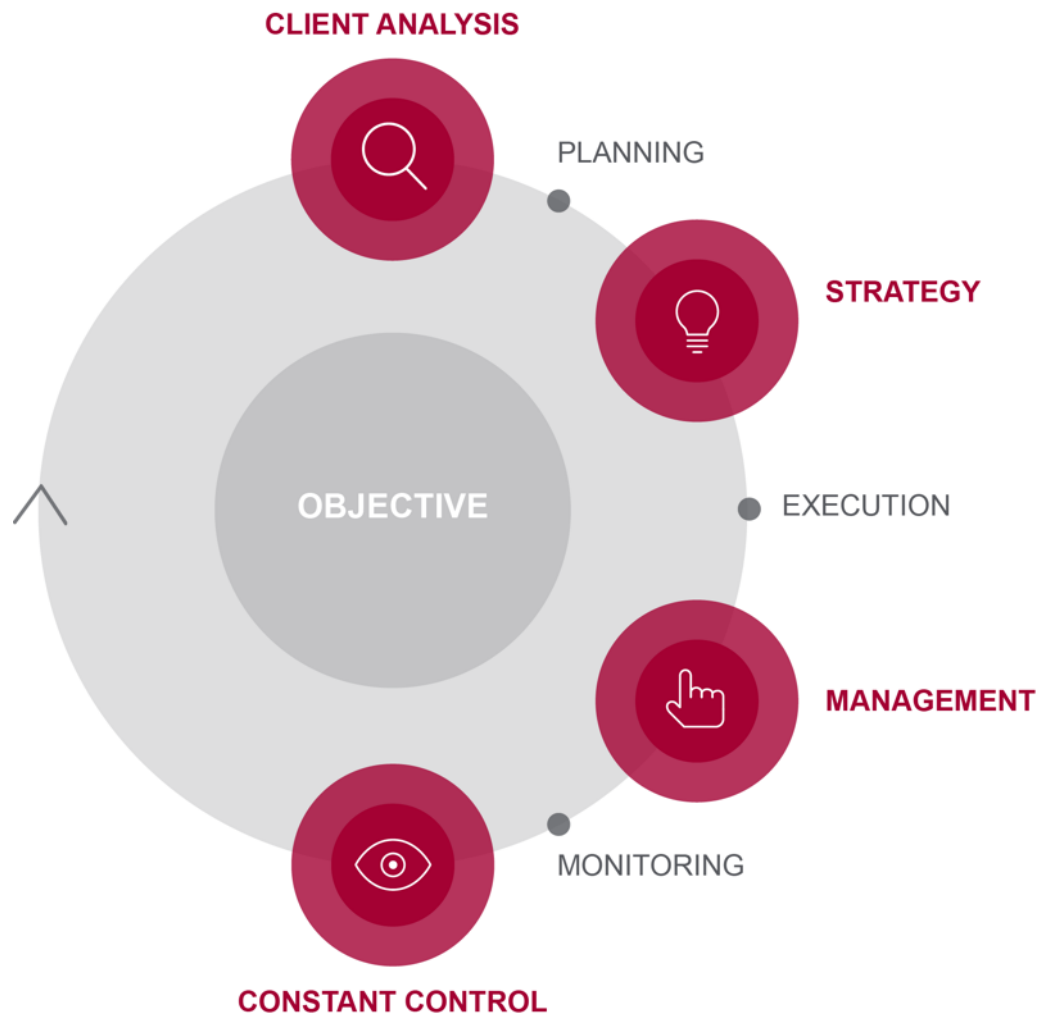 CLIENT ANALYSIS
PLANNING
STRATEGY
OBJECTIVE
EXECUTION
MANAGEMENT
MONITORING
CONSTANT CONTROL